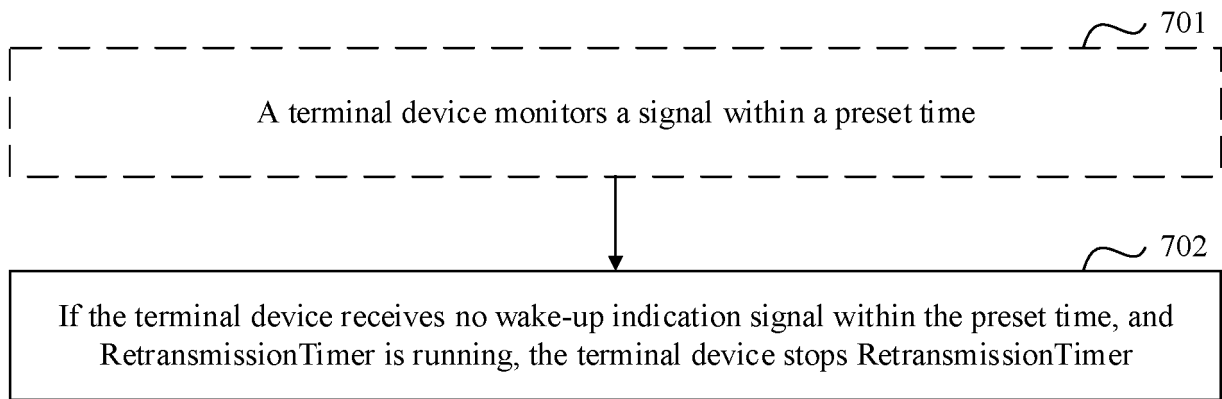 701
A terminal device monitors a signal within a preset time
702
If the terminal device receives no wake-up indication signal within the preset time, and
RetransmissionTimer is running, the terminal device stops RetransmissionTimer